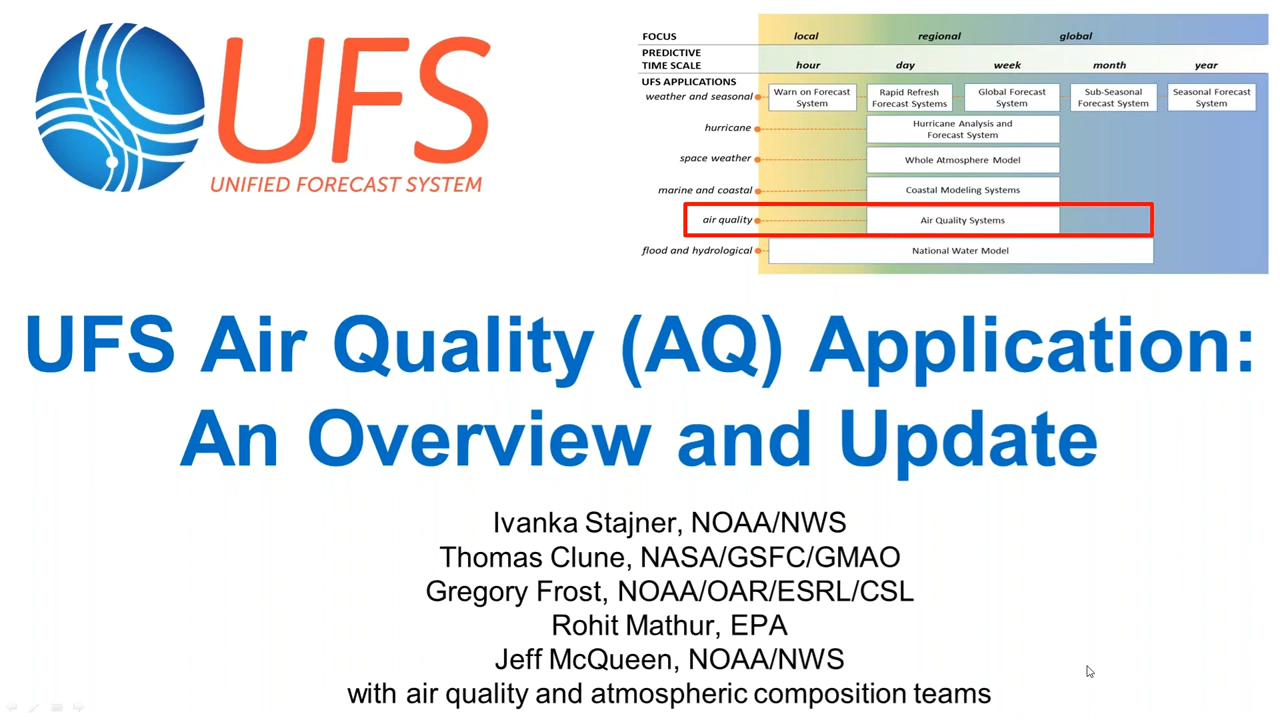 UFS
UNIFIED FORECAST SYSTEM
FOCUS local regional global
PREDICTIVE
TIME SCALE hour day week month year
UFS APPLICATIONS
weather and seasonal
Warn on Forecast
System
Rapid Refresh
Forecast Systems
Global Forecast
System
Sub-Seasonal
Forecast System
Seasonal Forecast
System
hurricane
Hurricane Analysis and
Forecast System
space weather Whole Atmosphere Model
marine and coastal Coastal Modeling Systems
air quality Air Quality Systems
flood and hydrological National Water Model
UFS Air Quality (AQ) Application:
An Overview and Update
Ivanka Stajner, NOAA/NWS
Thomas Clune, NASA/GSFC/GMAO
Gregory Frost, NOAA/OAR/ESRL/CSL
Rohit Mathur, EPA
Jeff McQueen, NOAA/NWS
with air quality and atmospheric composition teams